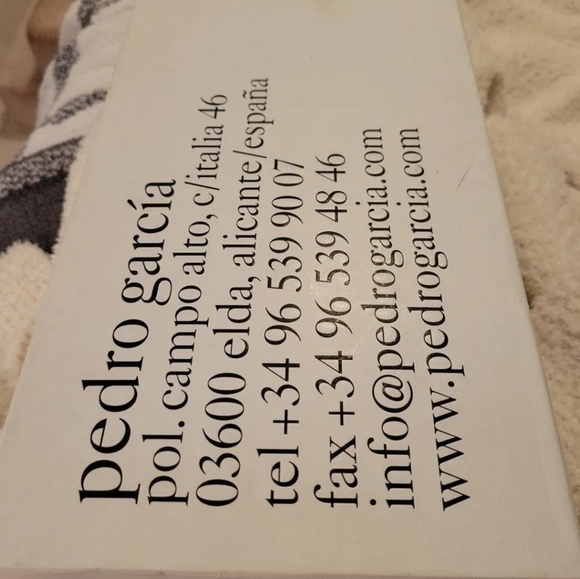 pedro garcía
pol. campo alto, c/italia 46
03600 elda, alicante/españa
tel +34 96 539 90 07
fax +34 96 539 48 46
info@pedrogarcia.com
www.pedrogarcia.com